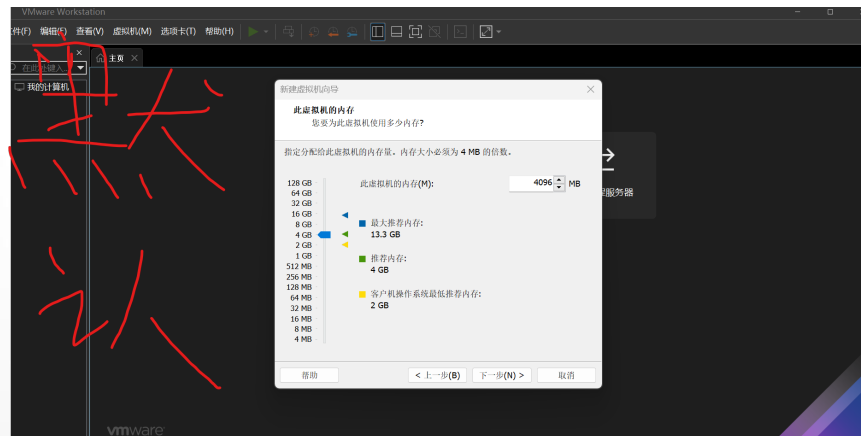 VMware Workstation
件(F) 编辑(E) 查看(V) 虚拟机(M) 选项卡(T) 帮助(H)
在此处键入...
主页
我的计算机
默认
新建虚拟机向导
此虚拟机的内存
您要为此虚拟机使用多少内存?
指定分配给此虚拟机的内存量。内存大小必须为 4 MB 的倍数。
128 GB
64 GB
32 GB
16 GB
8 GB
4 GB
2 GB
1 GB
512 MB
256 MB
128 MB
64 MB
32 MB
16 MB
8 MB
4 MB
此虚拟机的内存(M): 4096 MB
最大推荐内存:
13.3 GB
推荐内存:
4 GB
客户机操作系统最低推荐内存:
2 GB
帮助 < 上一步(B) 下一步(N) > 取消
程服务器
vmware